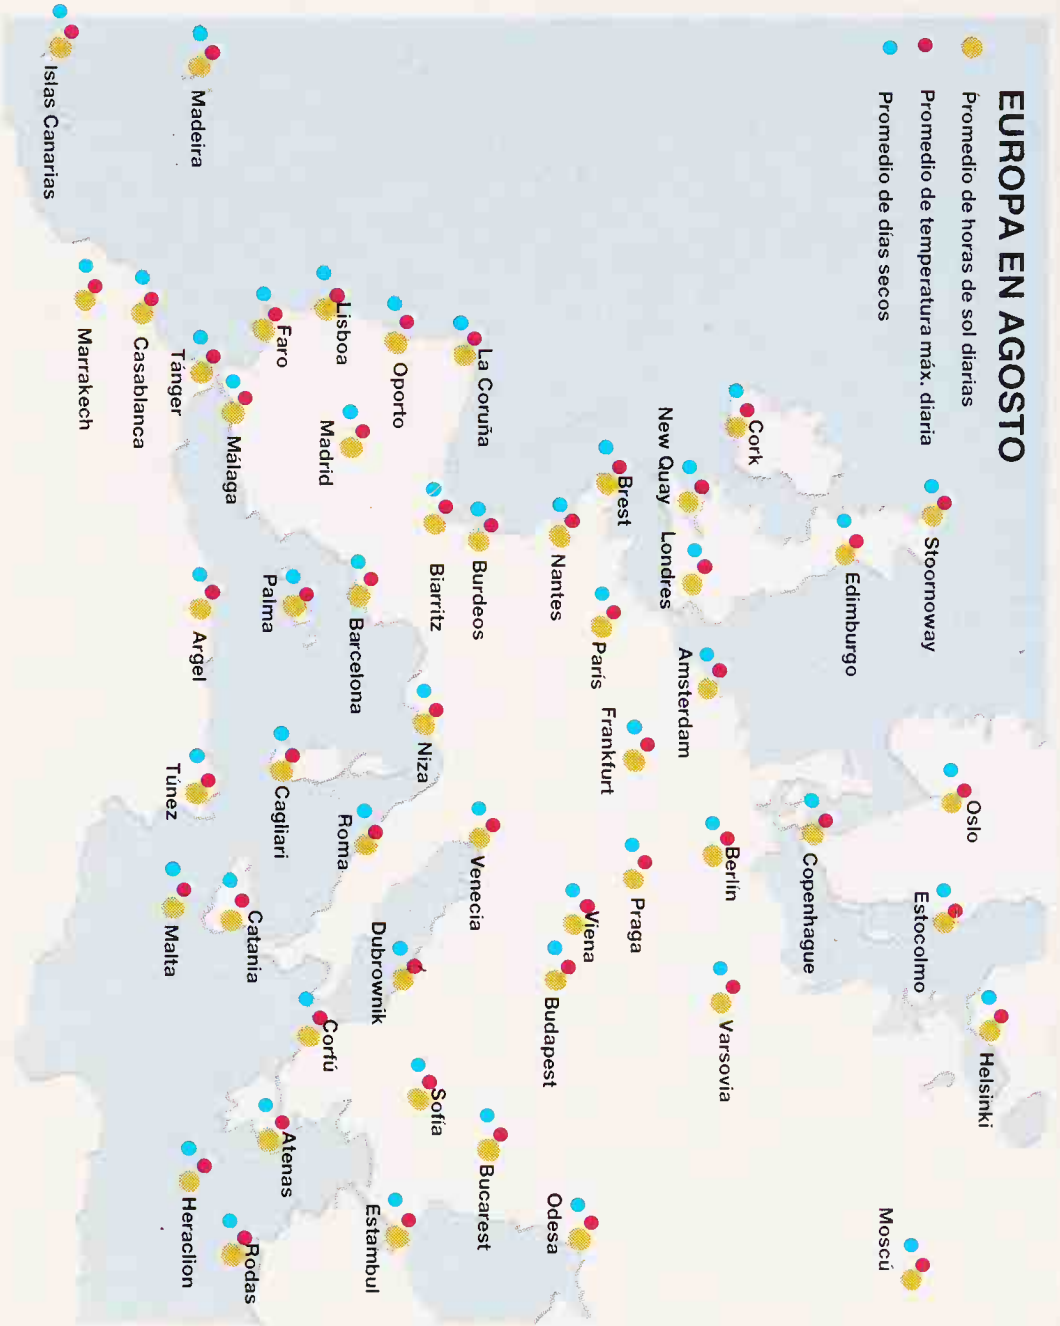 EUROPA EN AGOSTO
Promedio de horas de sol diarias
Promedio de temperatura máx. diaria
Promedio de días secos
Oslo
Helsinki
Estocolmo
Stoornoway
Moscú
Edimburgo
Copenhague
Cork
Berlín
Varsovia
Amsterdam
New Quay
Londres
Frankfurt
Praga
Brest
París
Viena
Odesa
Nantes
Budapest
La Coruña
Burdeos
Venecia
Bucarest
Biarritz
Niza
Sofía
Oporto
Dubrownik
Estambul
Lisboa
Madrid
Barcelona
Roma
Corfú
Faro
Palma
Cagliari
Atenas
Málaga
Catania
Rodas
Madeira
Tánger
Argel
Túnez
Malta
Heraclion
Casablanca
Marrakech
Islas Canarias